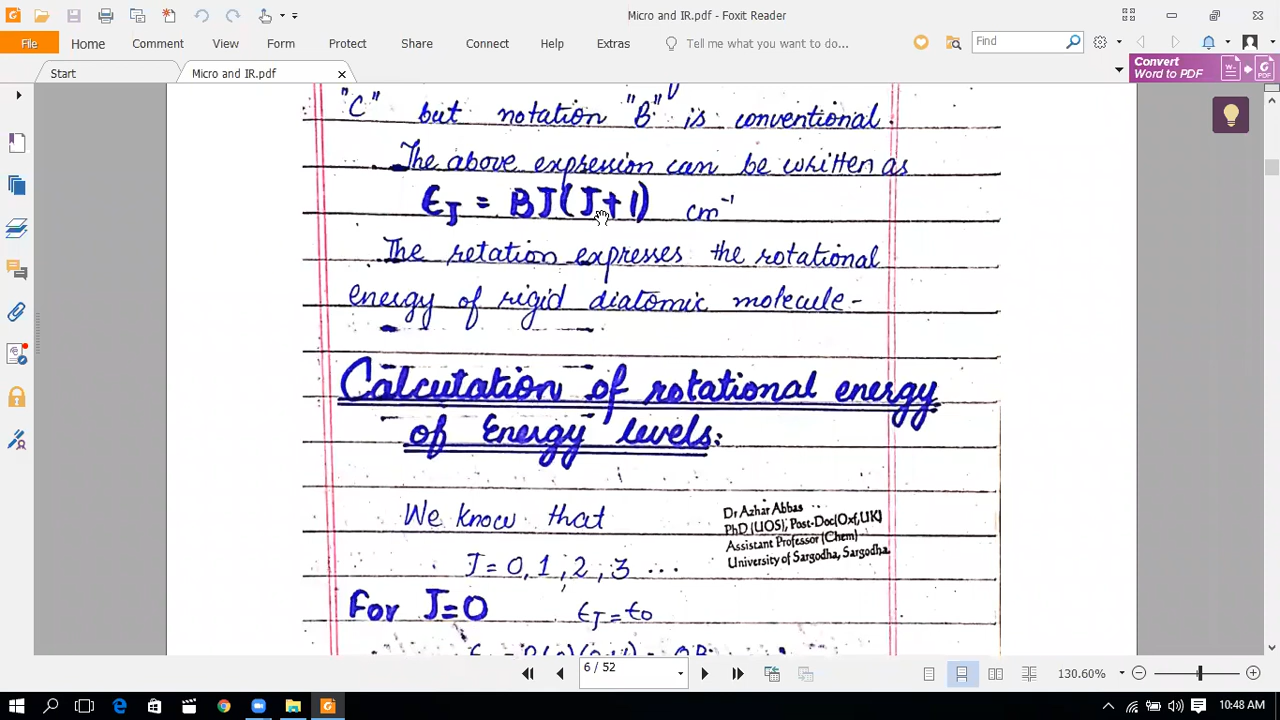 Micro and IR.pdf - Foxit Reader
File Home Comment View Form Protect Share Connect Help Extras Tell me what you want to do... Find
Start Micro and IR.pdf
Convert
Word to PDF
"C" but notation "B" is conventional.
The above expression can be written as
ϵJ = BJ(J+1) cm⁻¹
The retation expresses the rotational
energy of rigid diatomic molecule-
Calculation of rotational energy
of Energy levels:
We know that
Dr Azhar Abbas
PhD (UOS), Post-Doc(Oxf,UK)
Assistant Professor (Chem)
University of Sargodha, Sargodha.
J = 0, 1, 2, 3 ...
For J=0 ϵJ = ϵ0
6 / 52
130.60%
10:48 AM